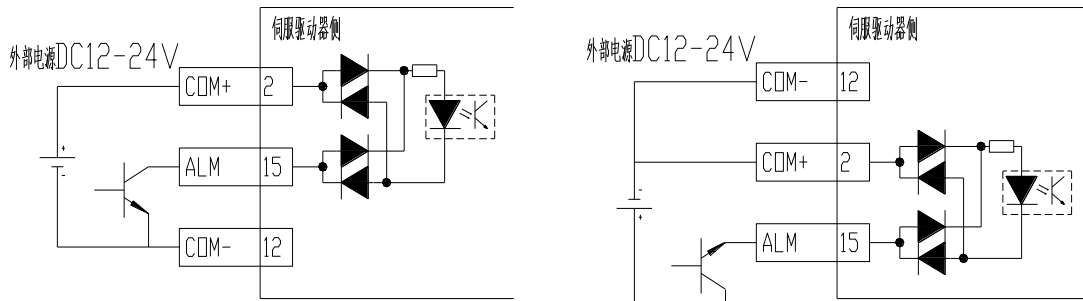 伺服驱动器侧
外部电源DC12-24V
COM+ 2
+
-
ALM 15
COM- 12
伺服驱动器侧
外部电源DC12-24V
COM- 12
COM+ 2
-
+
ALM 15